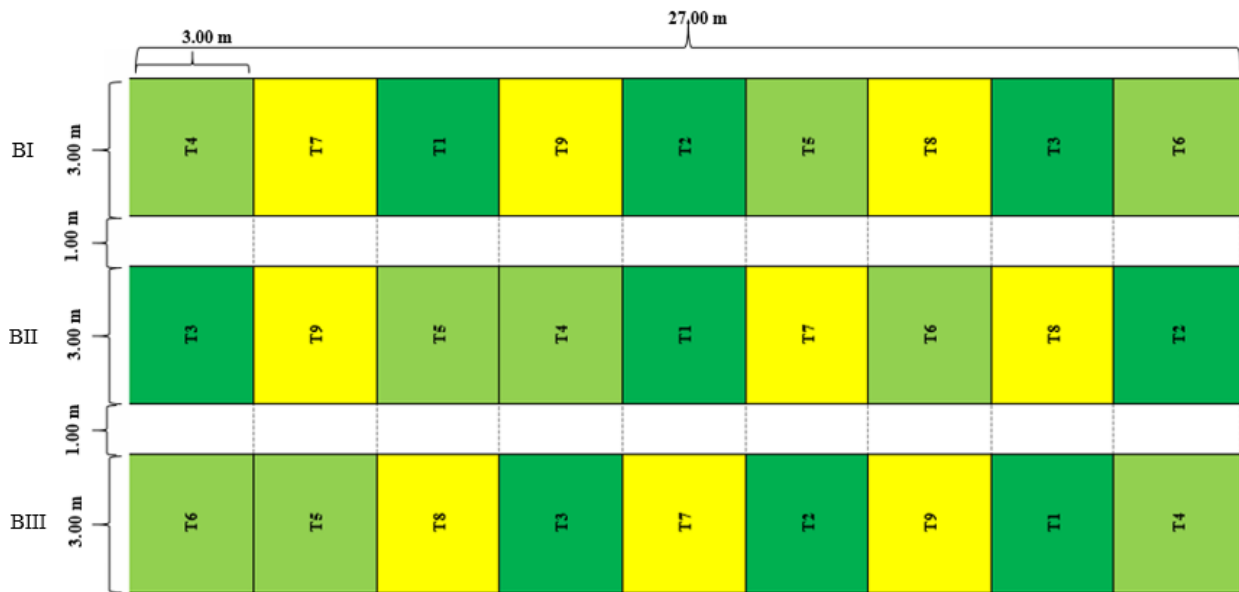 27.00 m
3.00 m
BI
3.00 m
T4 T7 T1 T9 T2 T5 T8 T3 T6
1.00 m
BII
3.00 m
T3 T9 T5 T4 T1 T7 T6 T8 T2
1.00 m
BIII
3.00 m
T6 T5 T8 T3 T7 T2 T9 T1 T4